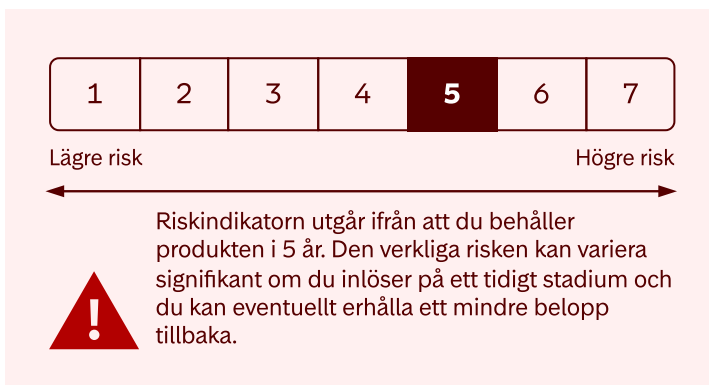 1 2 3 4 5 6 7
Lägre risk Högre risk
Riskindikatorn utgår ifrån att du behåller
produkten i 5 år. Den verkliga risken kan variera
signifikant om du inlöser på ett tidigt stadium och
du kan eventuellt erhålla ett mindre belopp
tillbaka.
!